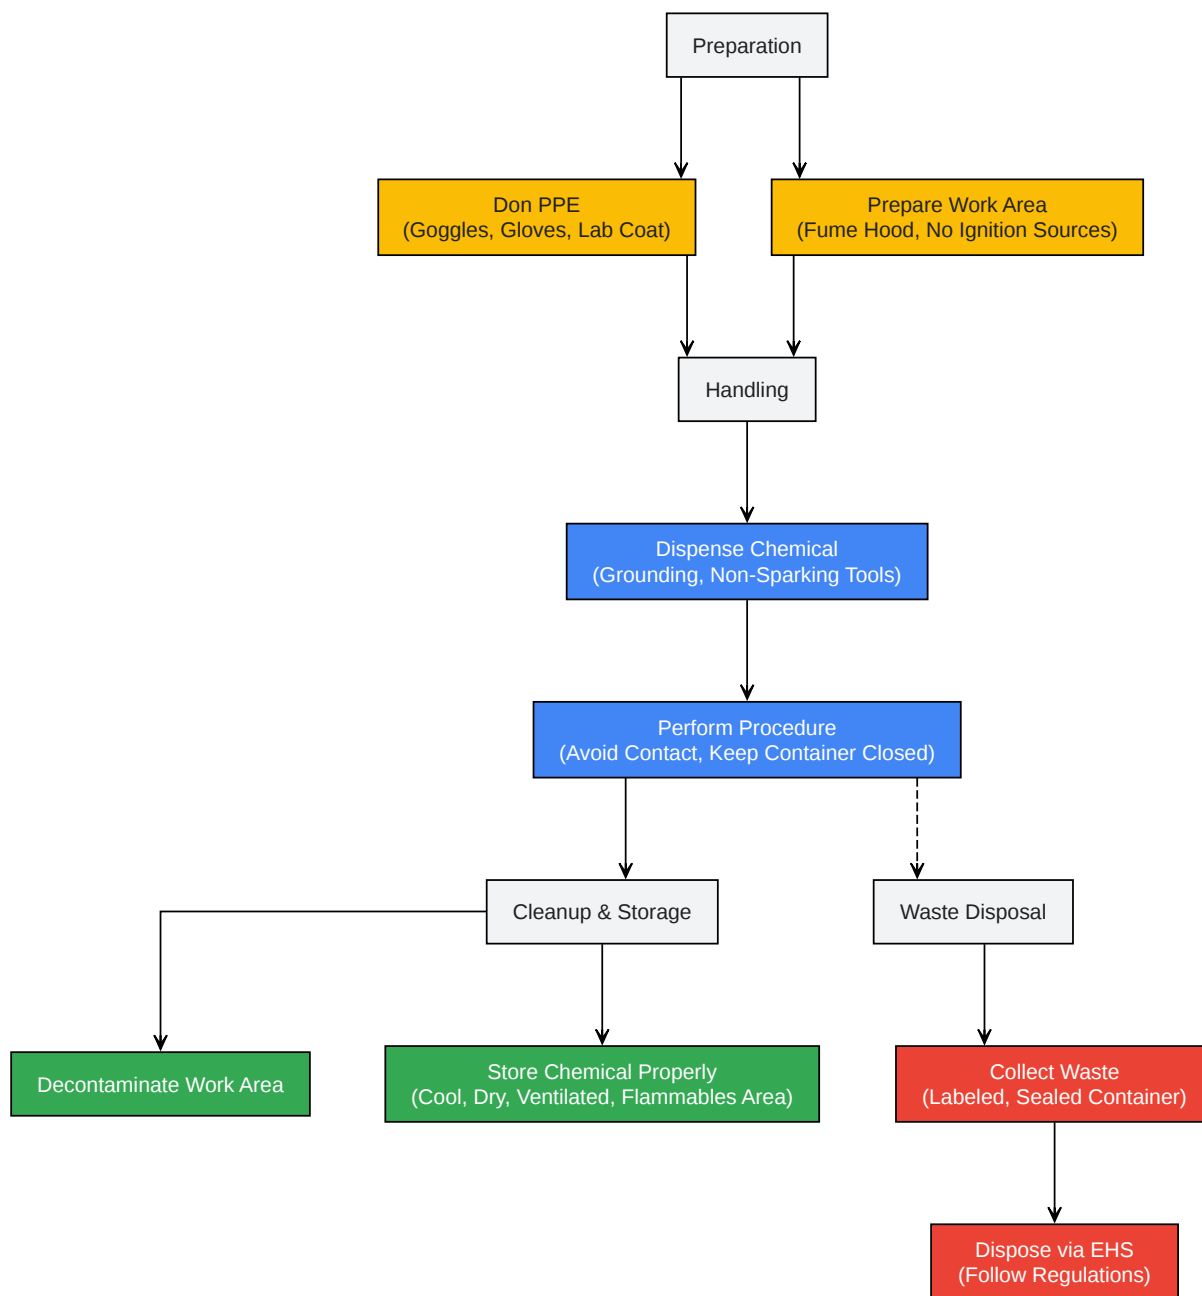 Preparation
Don PPE
(Goggles, Gloves, Lab Coat)
Prepare Work Area
(Fume Hood, No Ignition Sources)
Handling
Dispense Chemical
(Grounding, Non-Sparking Tools)
Perform Procedure
(Avoid Contact, Keep Container Closed)
Cleanup & Storage
Waste Disposal
Decontaminate Work Area
Store Chemical Properly
(Cool, Dry, Ventilated, Flammables Area)
Collect Waste
(Labeled, Sealed Container)
Dispose via EHS
(Follow Regulations)